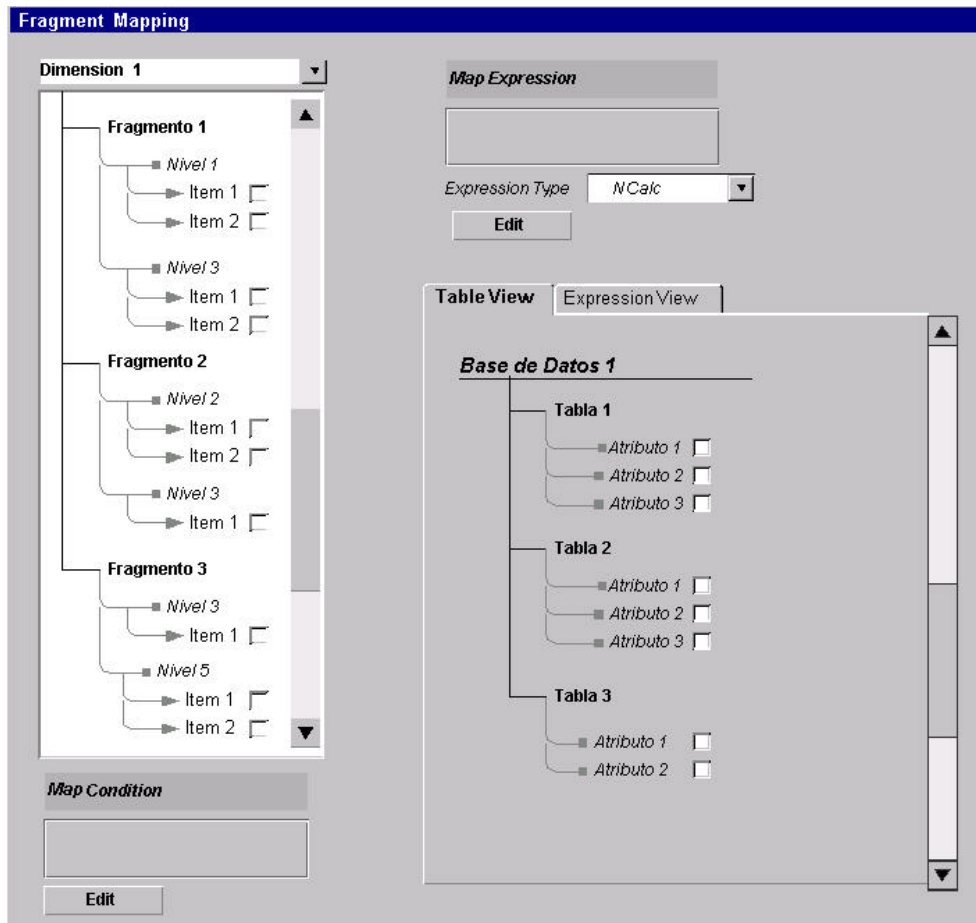 Fragment Mapping
Dimension 1
Fragmento 1
Nivel 1
Item 1
Item 2
Nivel 3
Item 1
Item 2
Fragmento 2
Nivel 2
Item 1
Item 2
Nivel 3
Item 1
Fragmento 3
Nivel 3
Item 1
Nivel 5
Item 1
Item 2
Map Condition
Edit
Map Expression
Expression Type NCalc
Edit
Table View Expression View
Base de Datos 1
Tabla 1
Atributo 1
Atributo 2
Atributo 3
Tabla 2
Atributo 1
Atributo 2
Atributo 3
Tabla 3
Atributo 1
Atributo 2